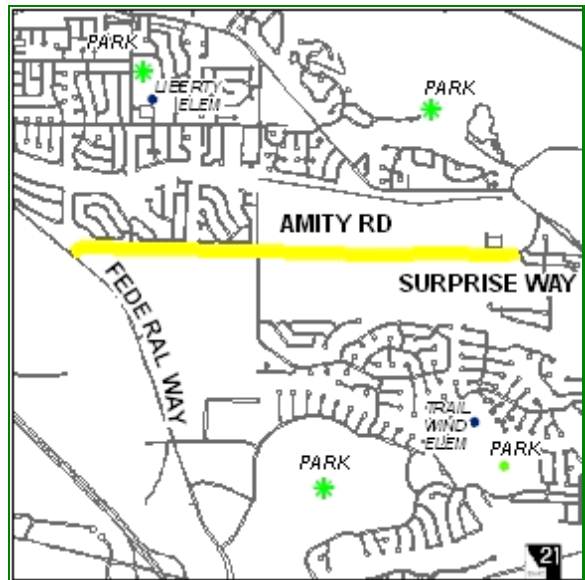 PARK
LIBERTY
ELEM
PARK
AMITY RD
SURPRISE WAY
FEDERAL WAY
TRAIL
WIND
ELEM
PARK
PARK
21